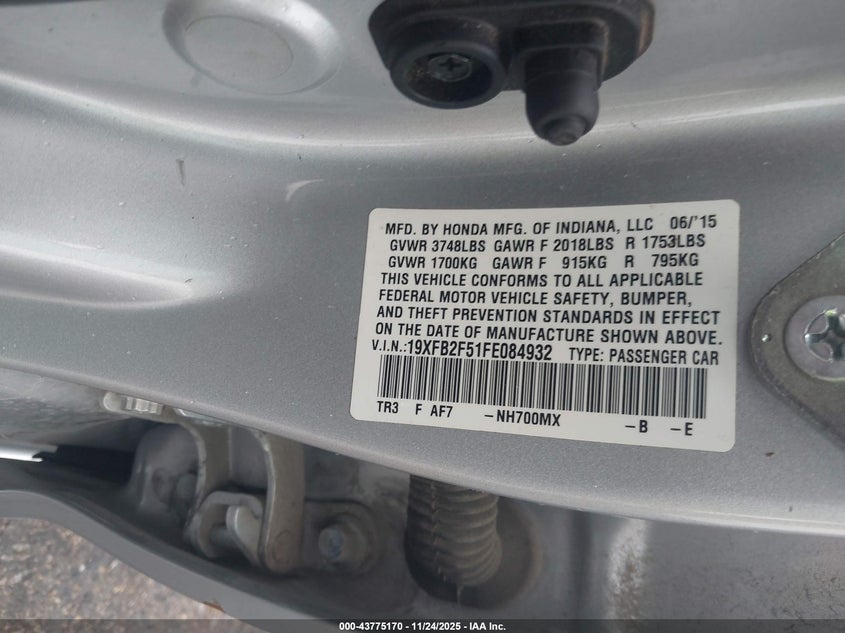 MFD. BY HONDA MFG. OF INDIANA, LLC 06/'15
GVWR 3748LBS GAWR F 2018LBS R 1753LBS
GVWR 1700KG GAWR F 915KG R 795KG
THIS VEHICLE CONFORMS TO ALL APPLICABLE
FEDERAL MOTOR VEHICLE SAFETY, BUMPER,
AND THEFT PREVENTION STANDARDS IN EFFECT
ON THE DATE OF MANUFACTURE SHOWN ABOVE.
V.I.N.:19XFB2F51FE084932 TYPE: PASSENGER CAR
TR3 F AF7 -NH700MX -B -E
000-43775170 - 11/24/2025 - IAA Inc.